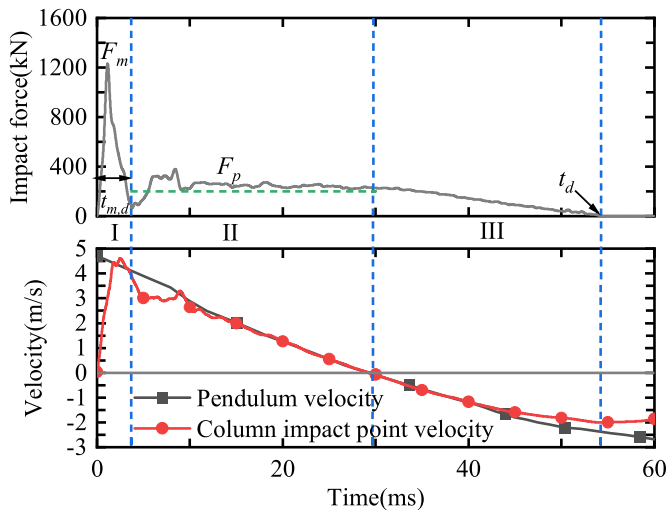 Impact force(kN)
1600
1200
800
400
0
F_m
t_{m,d}
F_p
t_d
I
II
III
Velocity(m/s)
5
4
3
2
1
0
-1
-2
-3
Pendulum velocity
Column impact point velocity
0
20
40
60
Time(ms)